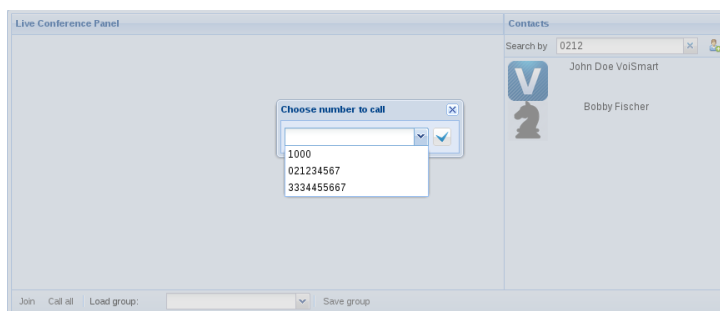 Live Conference Panel
Contacts
Search by 0212
John Doe VoiSmart
Bobby Fischer
Choose number to call
1000
021234567
3334455667
Join Call all Load group: Save group